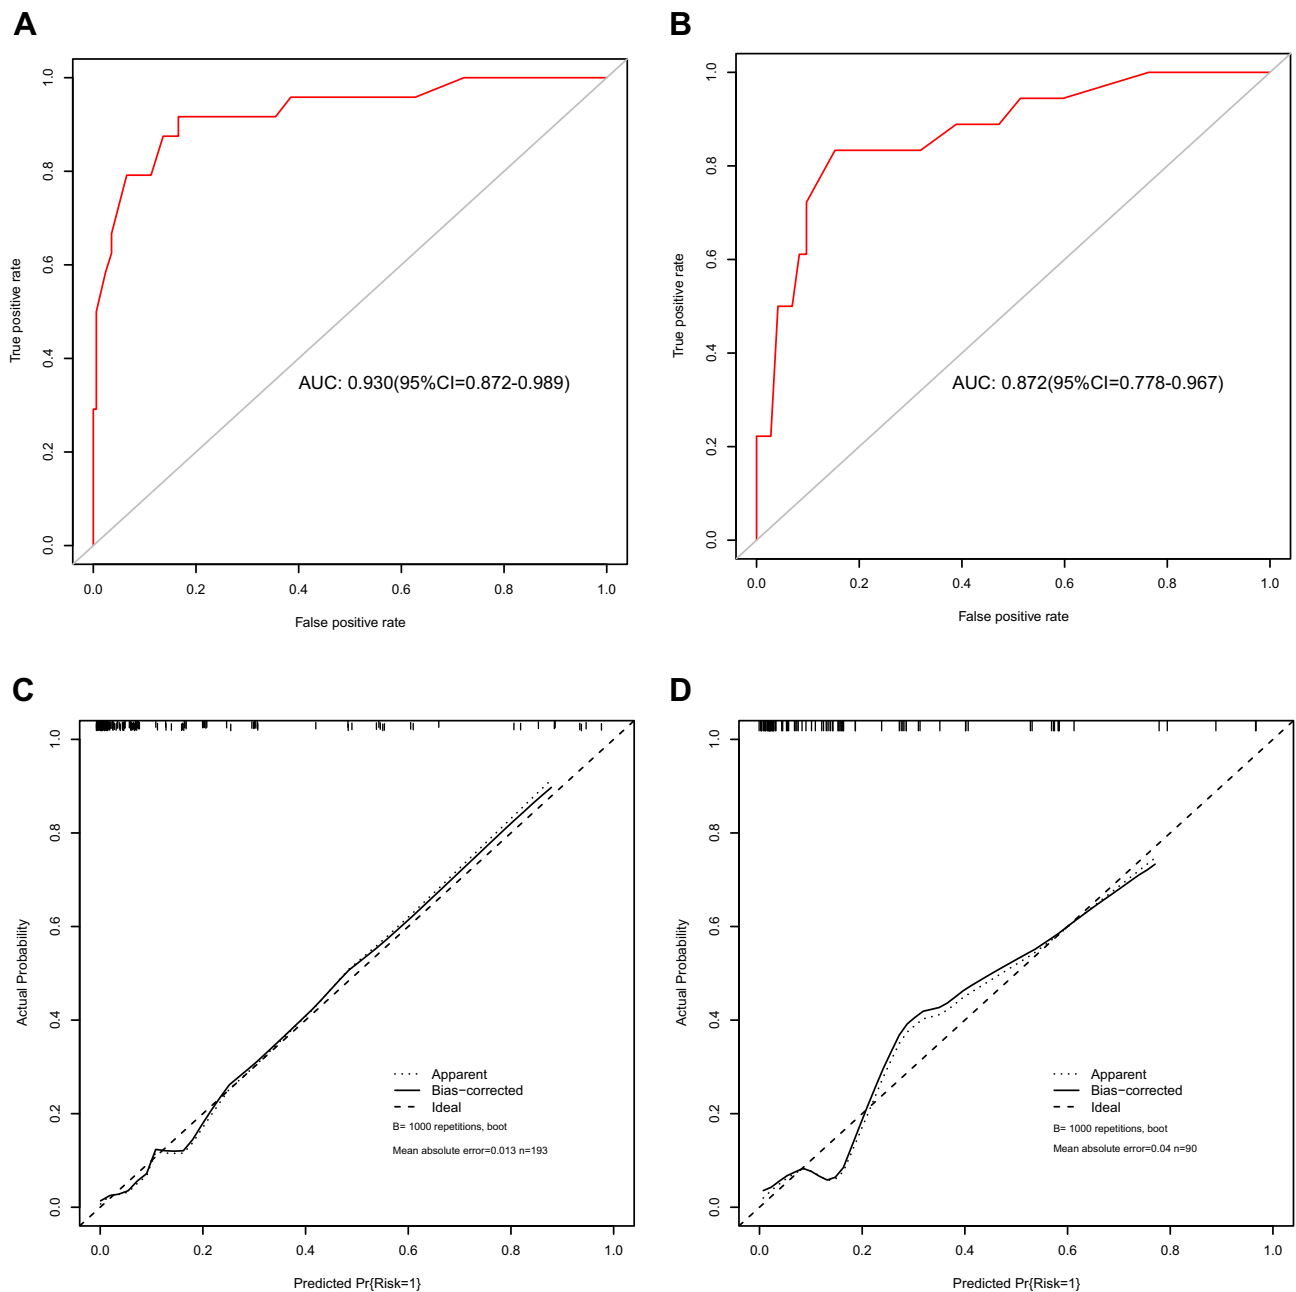 A
1.0
0.8
0.6
0.4
0.2
0.0
True positive rate
AUC: 0.930(95%CI=0.872-0.989)
0.0 0.2 0.4 0.6 0.8 1.0
False positive rate
B
1.0
0.8
0.6
0.4
0.2
0.0
True positive rate
AUC: 0.872(95%CI=0.778-0.967)
0.0 0.2 0.4 0.6 0.8 1.0
False positive rate
C
1.0
0.8
0.6
0.4
0.2
0.0
Actual Probability
Apparent
Bias−corrected
Ideal
B= 1000 repetitions, boot
Mean absolute error=0.013 n=193
0.0 0.2 0.4 0.6 0.8 1.0
Predicted Pr{Risk=1}
D
1.0
0.8
0.6
0.4
0.2
0.0
Actual Probability
Apparent
Bias−corrected
Ideal
B= 1000 repetitions, boot
Mean absolute error=0.04 n=90
0.0 0.2 0.4 0.6 0.8 1.0
Predicted Pr{Risk=1}